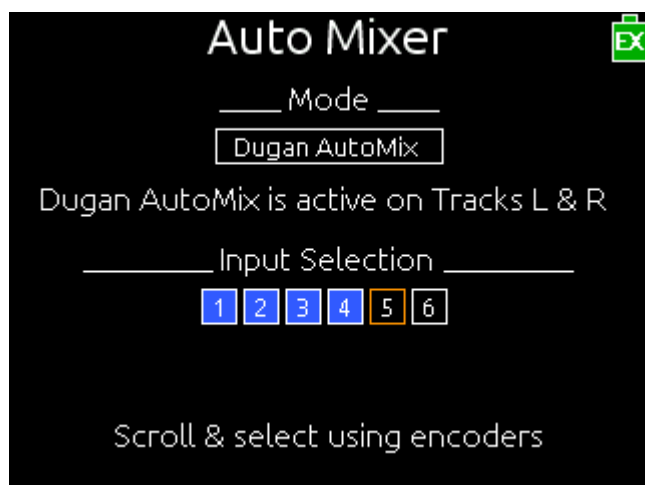 Auto Mixer
EX
Mode
Dugan AutoMix
Dugan AutoMix is active on Tracks L & R
Input Selection
1 2 3 4 5 6
Scroll & select using encoders